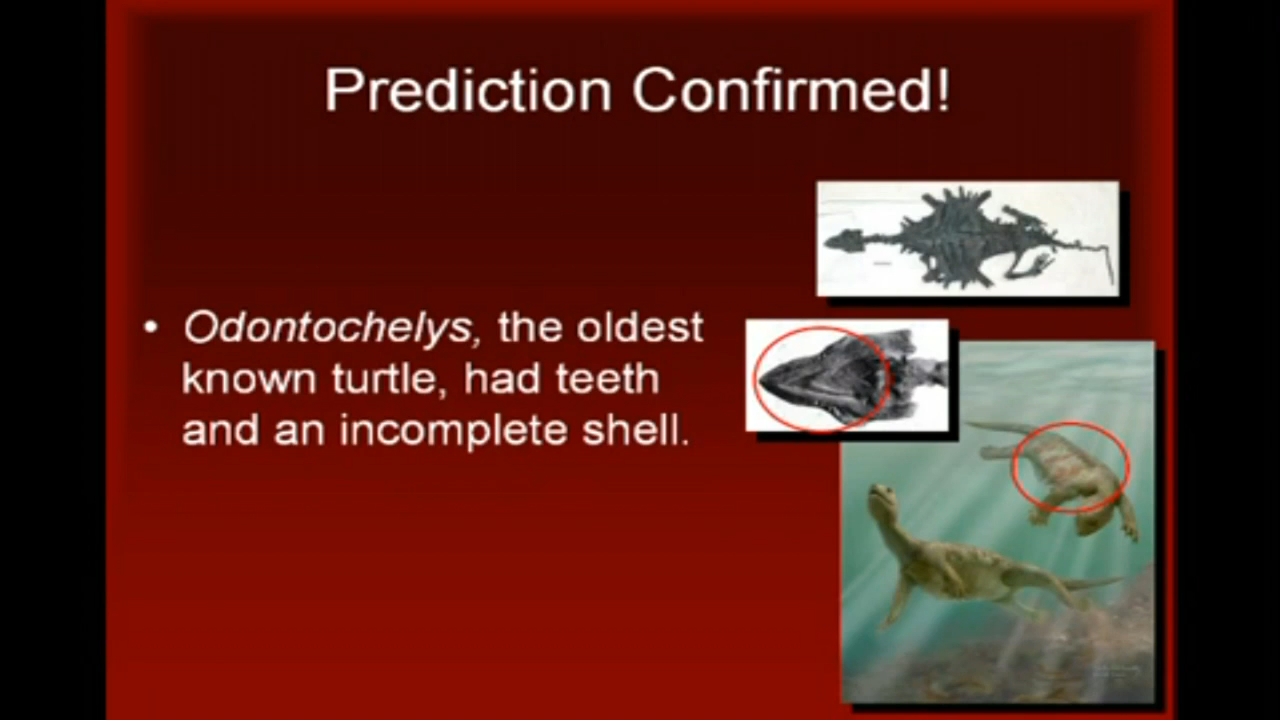 Prediction Confirmed!
• Odontochelys, the oldest
known turtle, had teeth
and an incomplete shell.